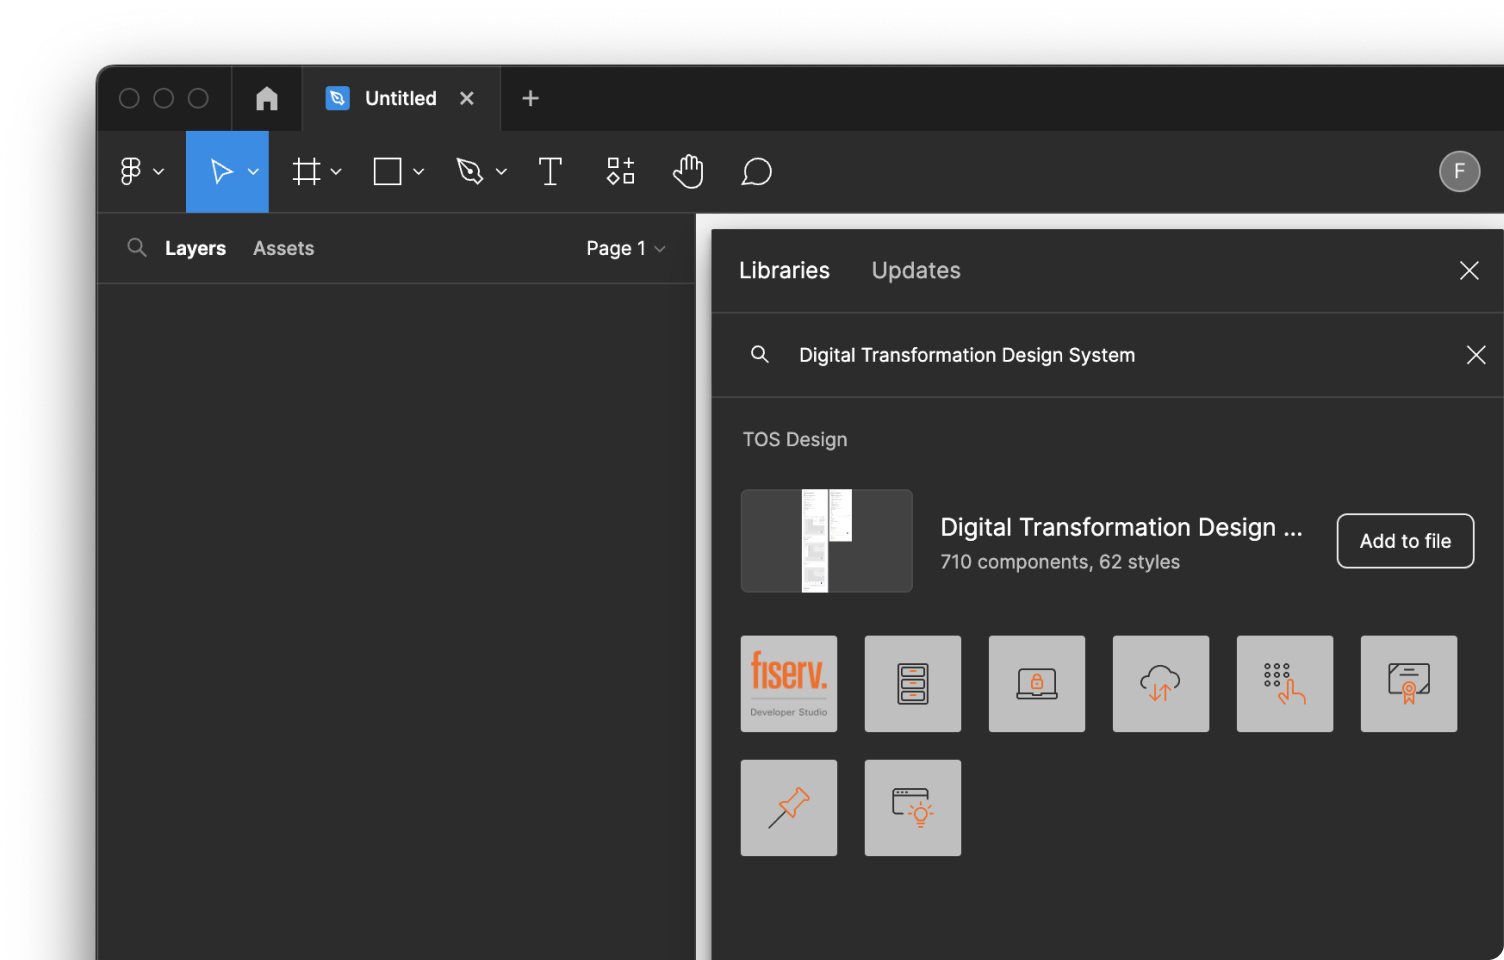 Untitled
F
Layers Assets Page 1
Libraries Updates
Digital Transformation Design System
TOS Design
Digital Transformation Design ...
710 components, 62 styles
Add to file
fiserv.
Developer Studio